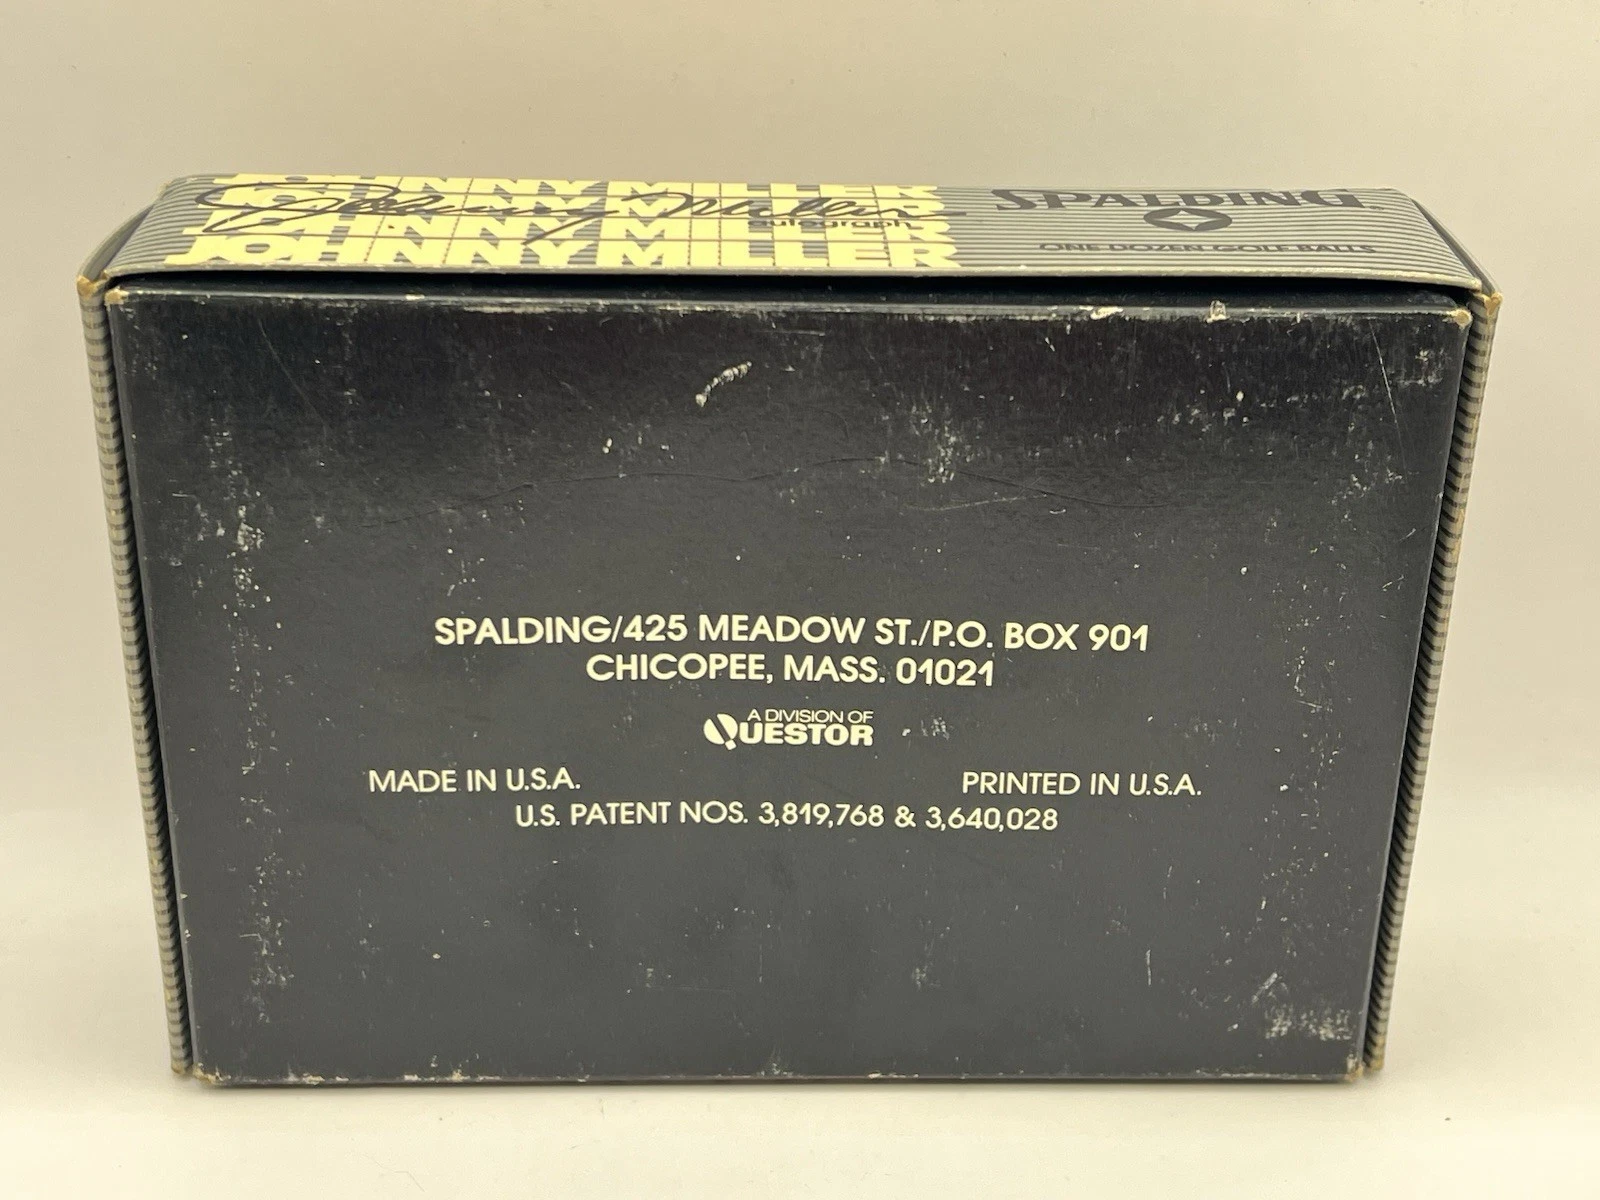 JOHNNY MILLER
JOHNNY MILLER
JOHNNY MILLER
JOHNNY MILLER
Johnny Miller
autograph
SPALDING®
ONE DOZEN GOLF BALLS
SPALDING/425 MEADOW ST./P.O. BOX 901
CHICOPEE, MASS. 01021
A DIVISION OF
QUESTOR
MADE IN U.S.A. PRINTED IN U.S.A.
U.S. PATENT NOS. 3,819,768 & 3,640,028